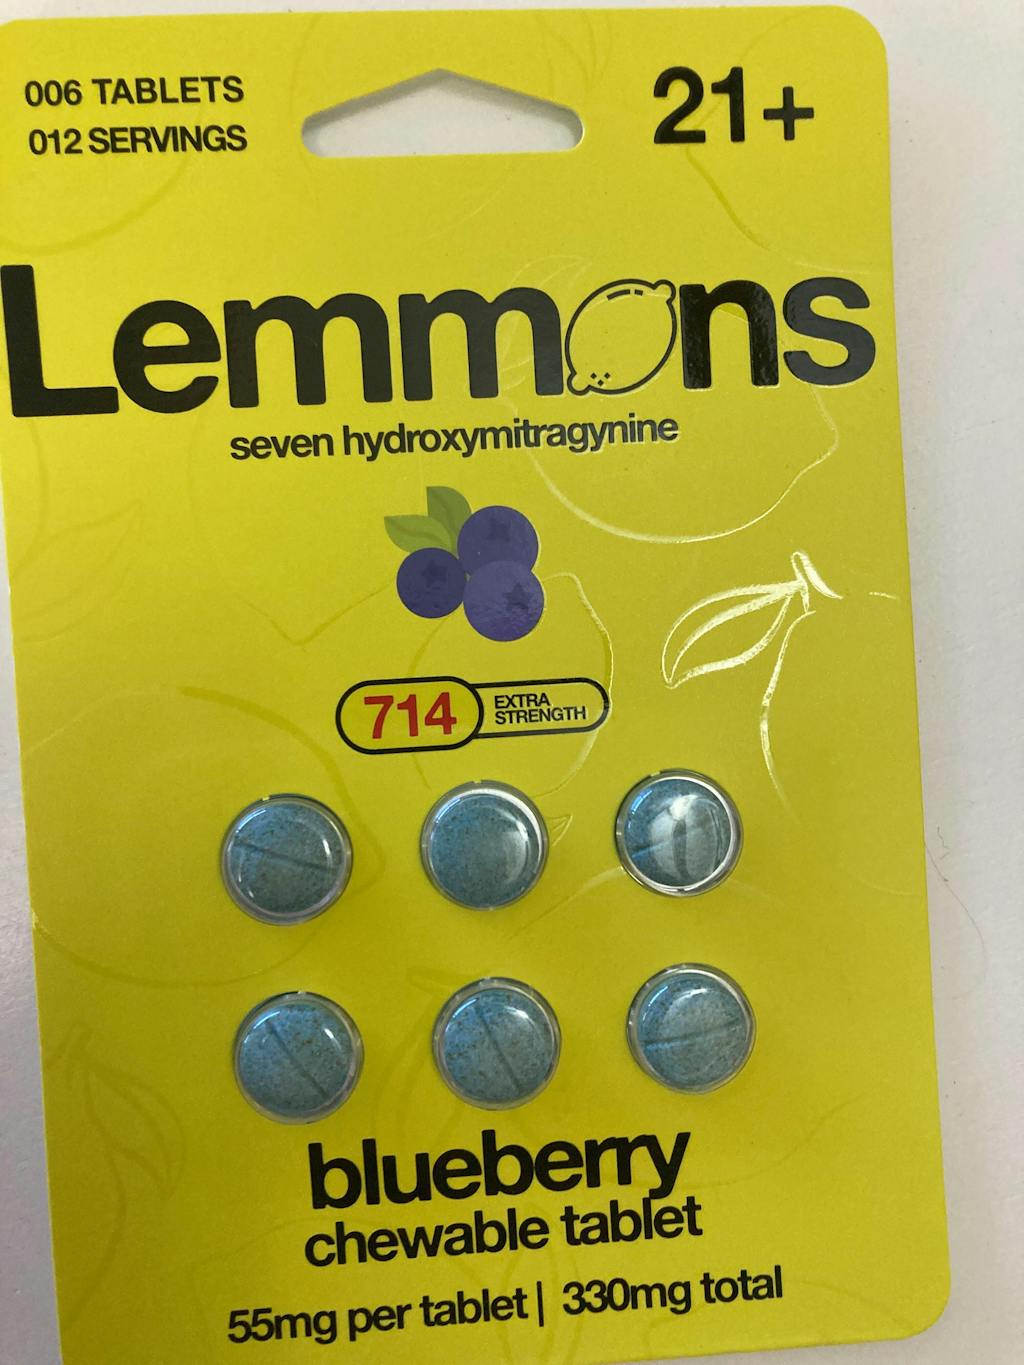 006 TABLETS
012 SERVINGS
21+
Lemmons
seven hydroxymitragynine
714
EXTRA
STRENGTH
blueberry
chewable tablet
55mg per tablet | 330mg total